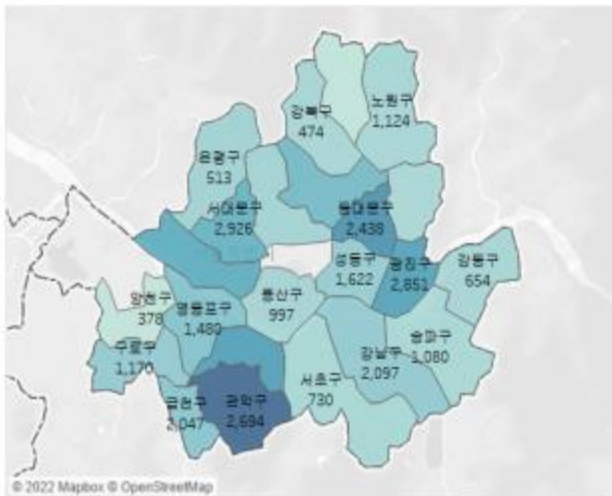 노원구
1,124
강북구
474
은평구
513
서대문구
2,926
동대문구
2,438
성동구
1,622
광진구
2,851
강동구
654
양천구
378
영등포구
1,480
용산구
997
구로구
1,170
강남구
2,097
송파구
1,080
서초구
730
금천구
2,047
관악구
2,694
© 2022 Mapbox © OpenStreetMap